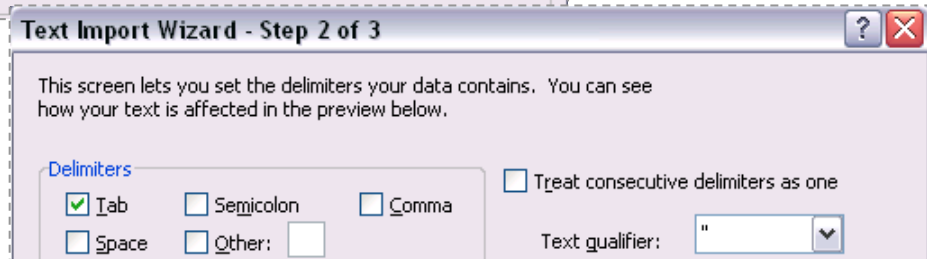 Text Import Wizard - Step 2 of 3
This screen lets you set the delimiters your data contains.  You can see
how your text is affected in the preview below.
Delimiters
Tab
Semicolon
Comma
Space
Other:
Treat consecutive delimiters as one
Text qualifier: "